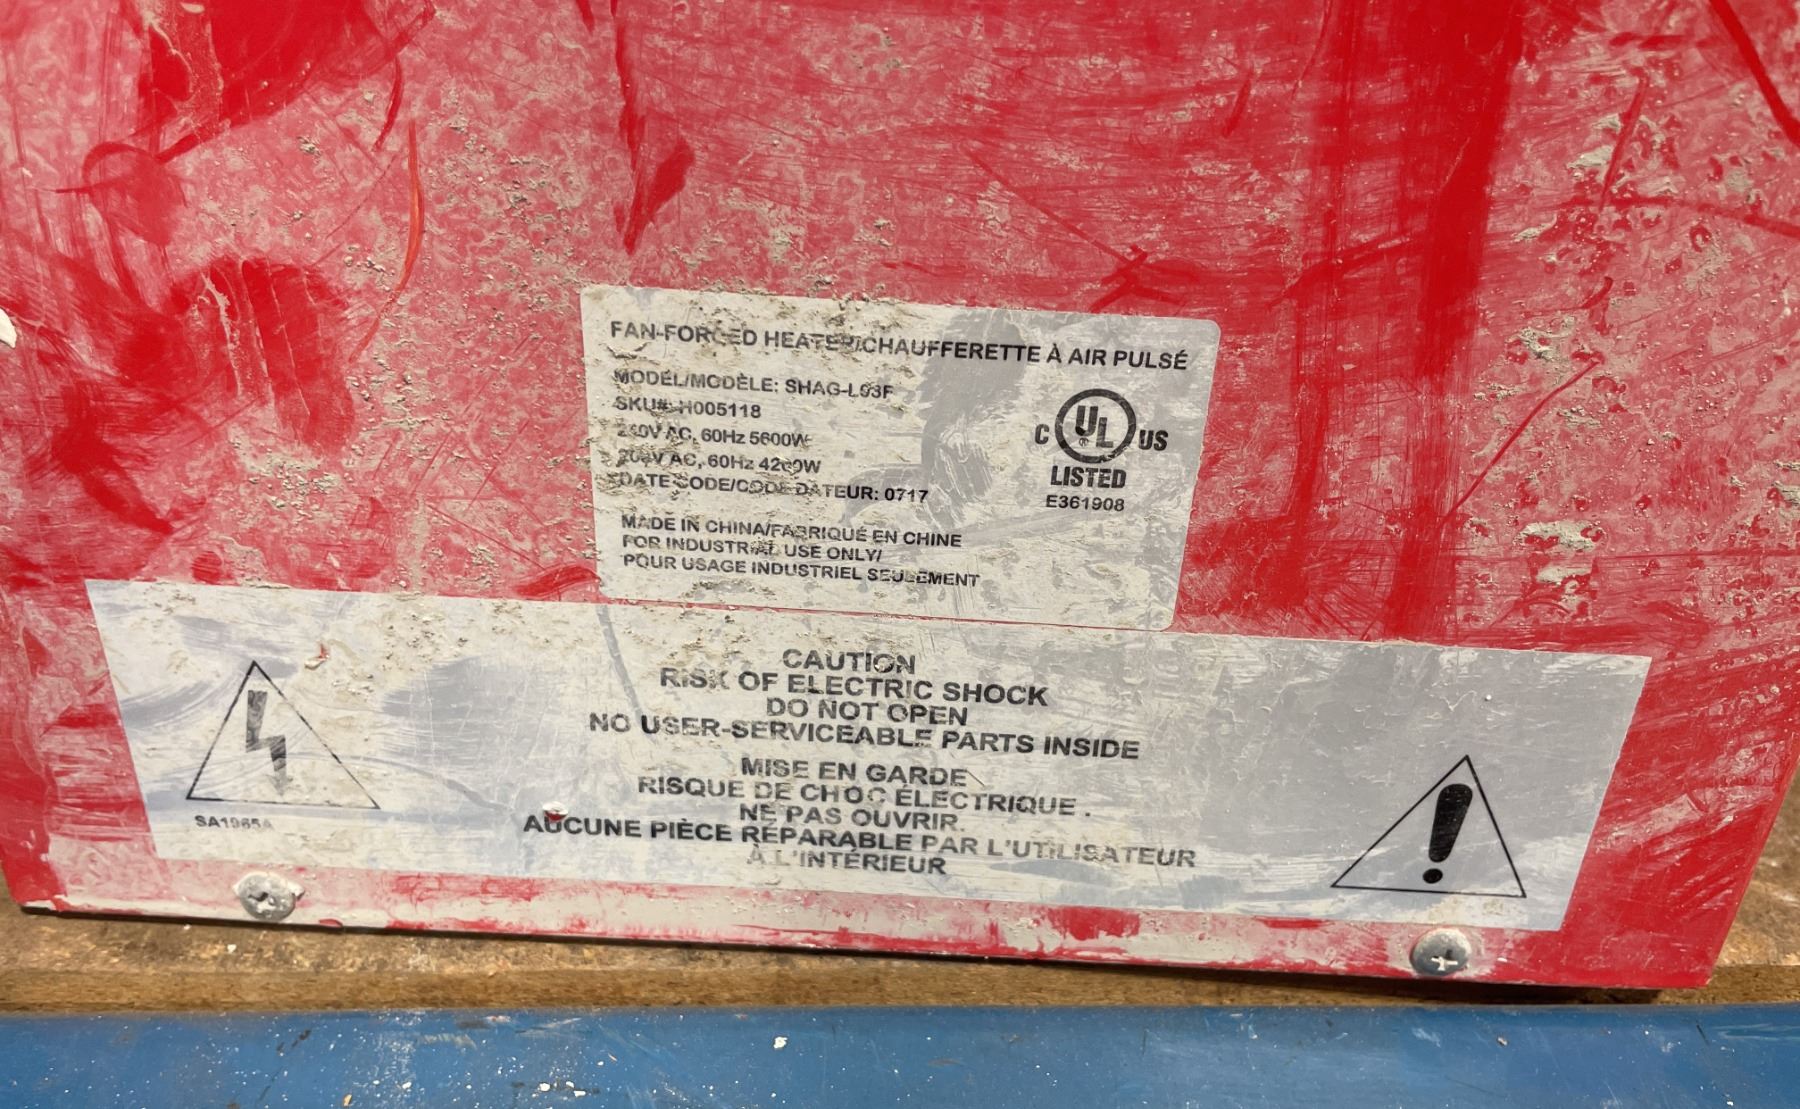 FAN-FORCED HEATER/CHAUFFERETTE À AIR PULSÉ
MODEL/MODÈLE: SHAG-L93F
SKU#: H005118
240V AC, 60Hz 5600W
208V AC, 60Hz 4200W
DATE CODE/CODE DATEUR: 0717
MADE IN CHINA/FABRIQUÉ EN CHINE
FOR INDUSTRIAL USE ONLY/
POUR USAGE INDUSTRIEL SEULEMENT
C UL ® US
LISTED
E361908
CAUTION
RISK OF ELECTRIC SHOCK
DO NOT OPEN
NO USER-SERVICEABLE PARTS INSIDE
MISE EN GARDE
RISQUE DE CHOC ÉLECTRIQUE .
NE PAS OUVRIR.
AUCUNE PIÈCE RÉPARABLE PAR L'UTILISATEUR
À L'INTÉRIEUR
SA1965A